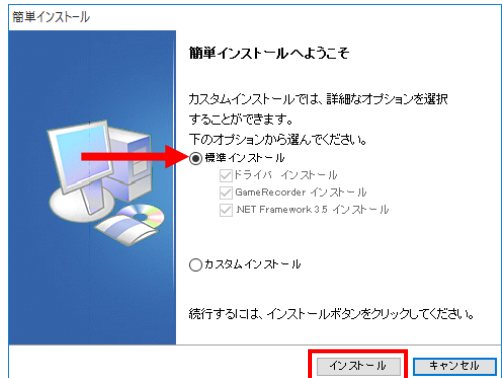 簡単インストール
簡単インストールへようこそ
カスタムインストールでは、詳細なオプションを選択
することができます。
下のオプションから選んでください。
標準インストール
ドライバ インストール
GameRecorder インストール
.NET Framework 3.5 インストール
カスタムインストール
続行するには、インストールボタンをクリックしてください。
インストール
キャンセル